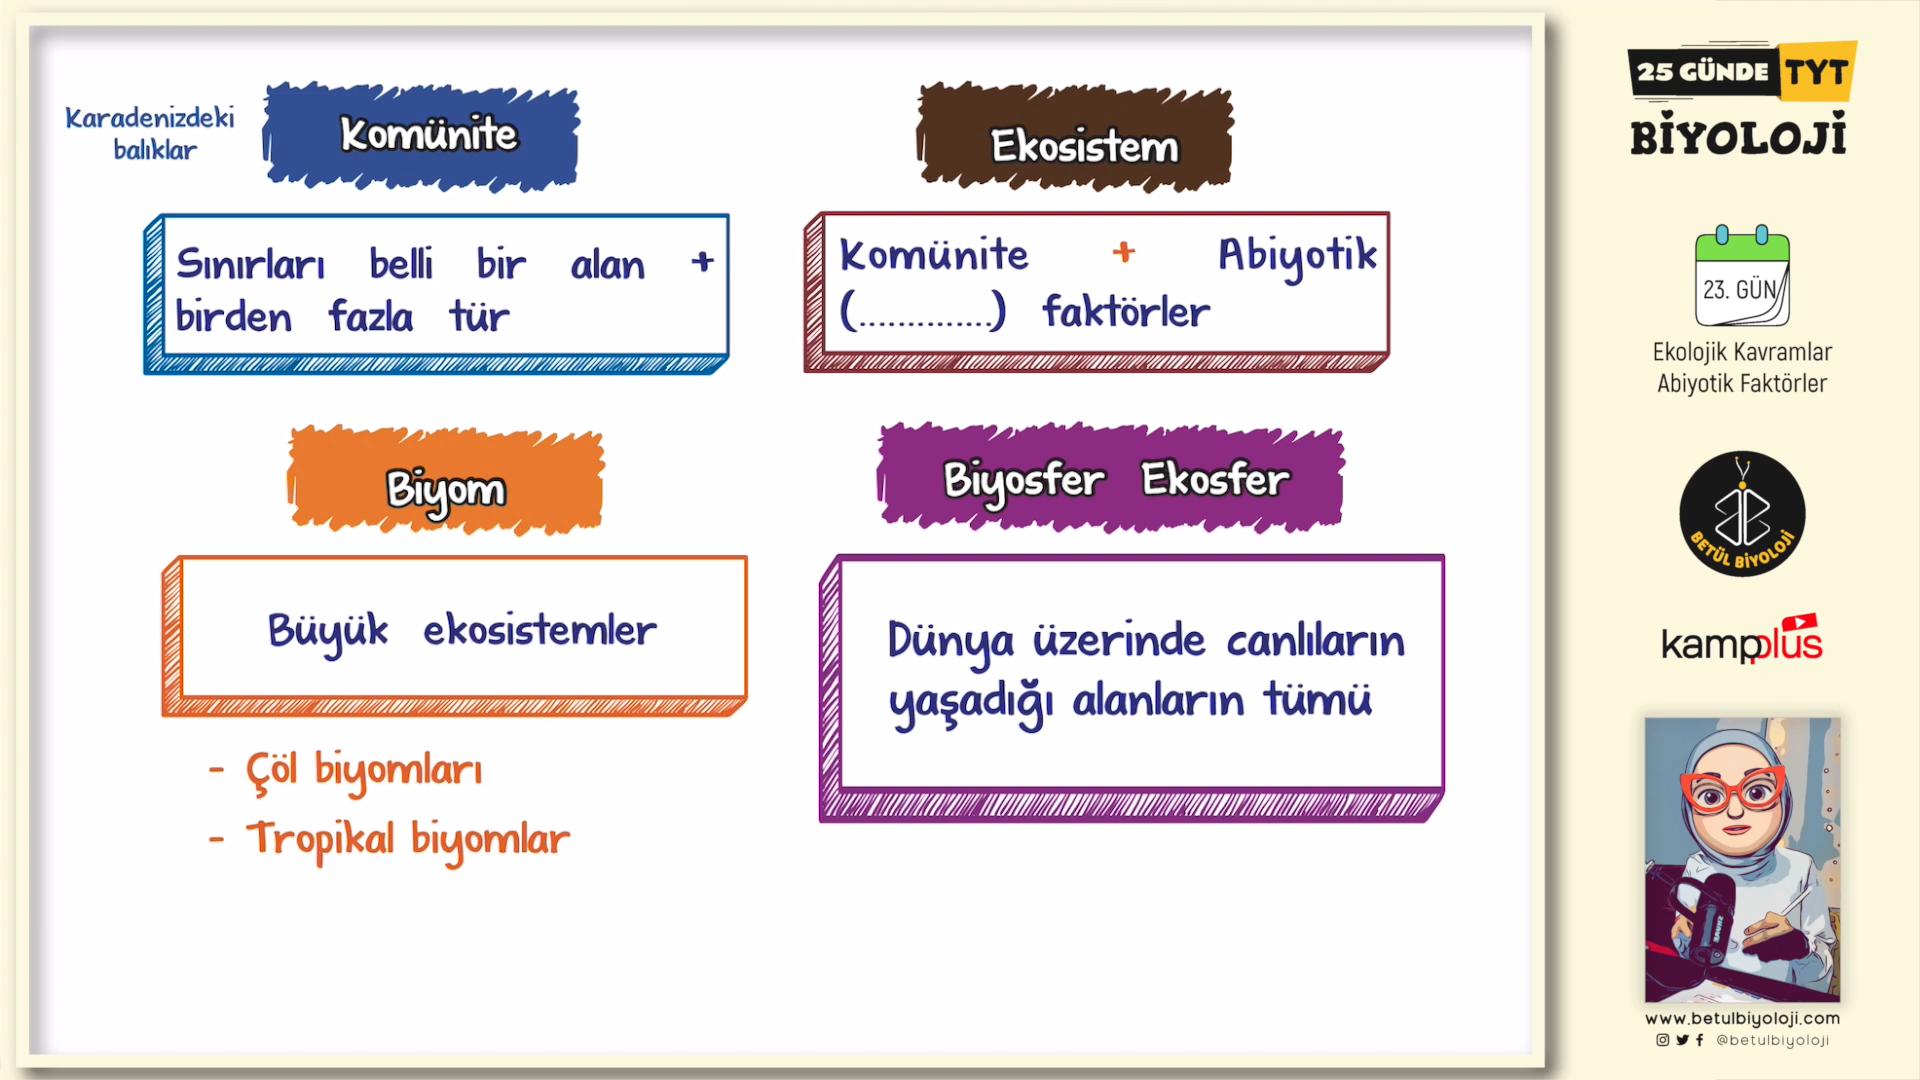 Karadenizdeki
balıklar
Komünite
Sınırları belli bir alan +
birden fazla tür
Ekosistem
Komünite + Abiyotik
(..............) faktörler
Biyom
Büyük ekosistemler
- Çöl biyomları
- Tropikal biyomlar
Biyosfer Ekosfer
Dünya üzerinde canlıların
yaşadığı alanların tümü
25 GÜNDE TYT
BİYOLOJİ
23. GÜN
Ekolojik Kavramlar
Abiyotik Faktörler
BETÜL BİYOLOJİ
kampplus
www.betulbiyoloji.com
@betulbiyoloji